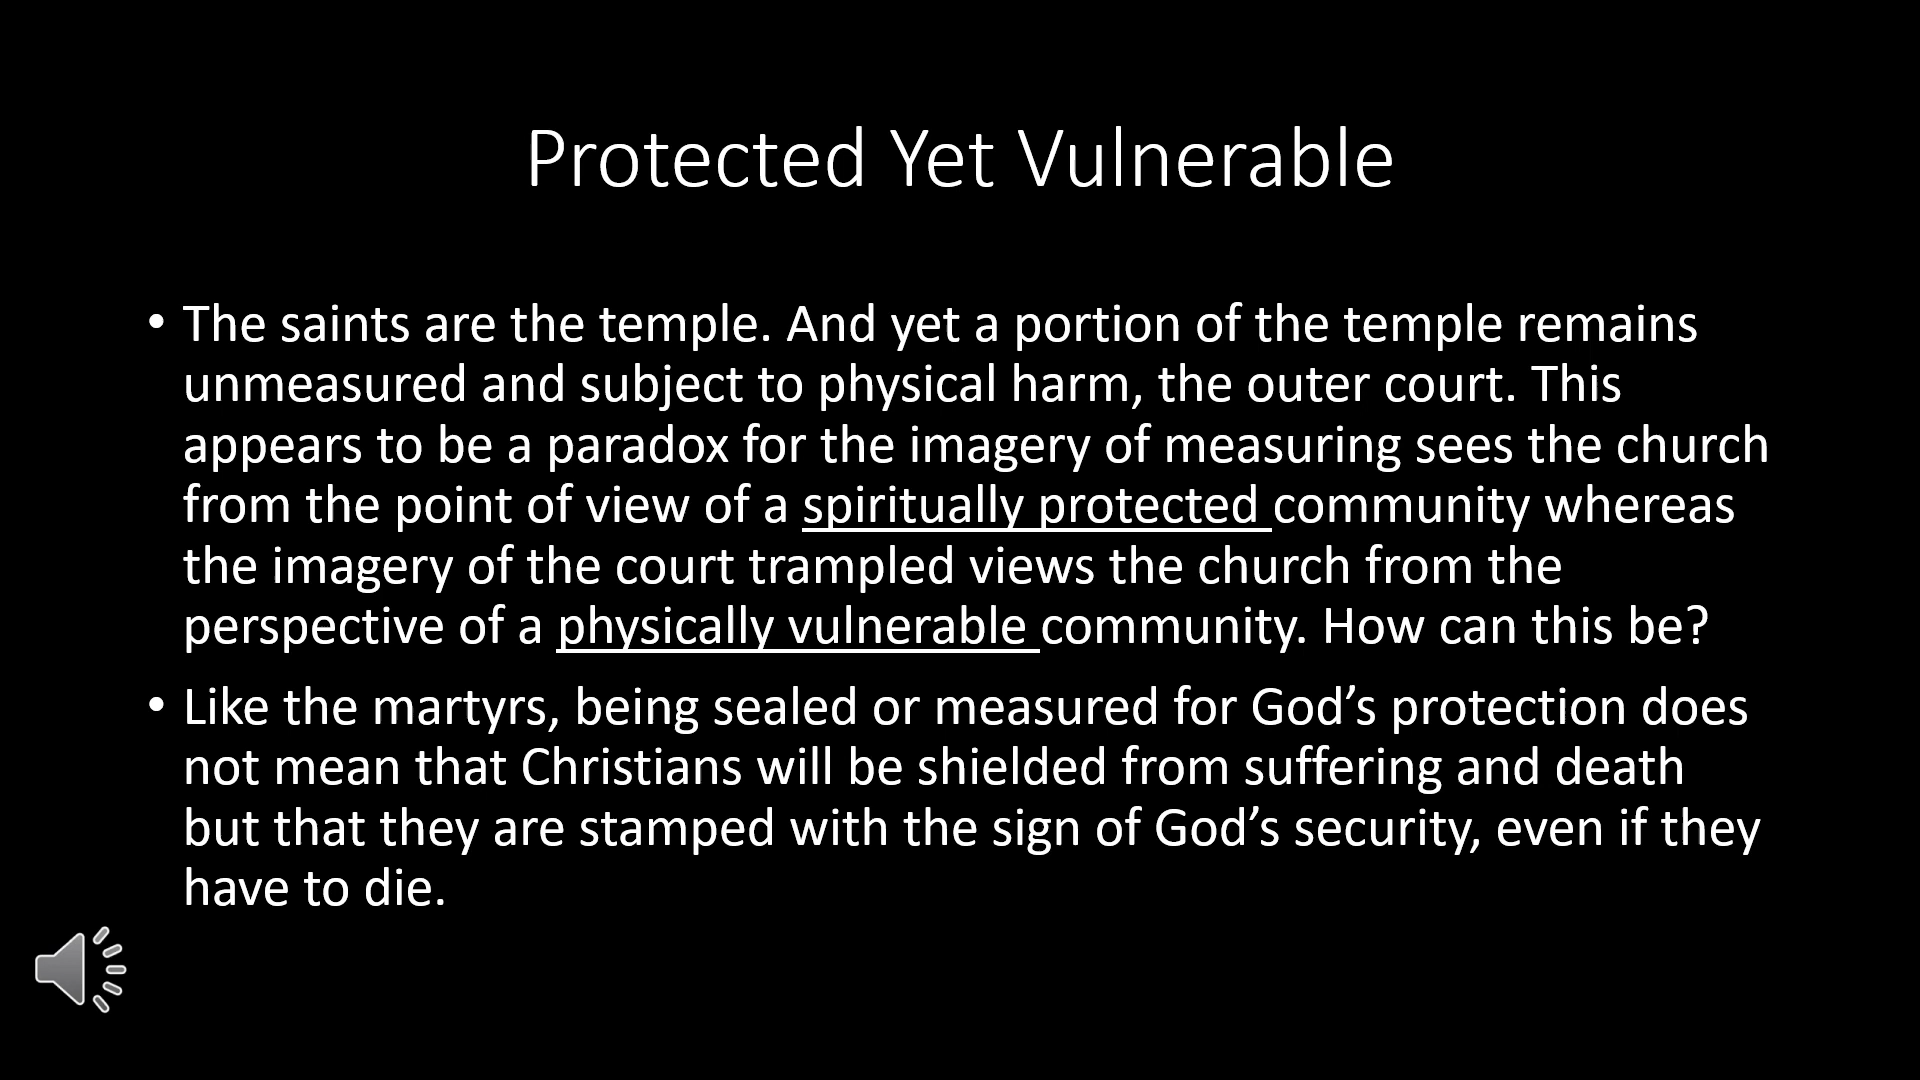 Protected Yet Vulnerable
• The saints are the temple. And yet a portion of the temple remains
unmeasured and subject to physical harm, the outer court. This
appears to be a paradox for the imagery of measuring sees the church
from the point of view of a spiritually protected community whereas
the imagery of the court trampled views the church from the
perspective of a physically vulnerable community. How can this be?
• Like the martyrs, being sealed or measured for God’s protection does
not mean that Christians will be shielded from suffering and death
but that they are stamped with the sign of God’s security, even if they
have to die.